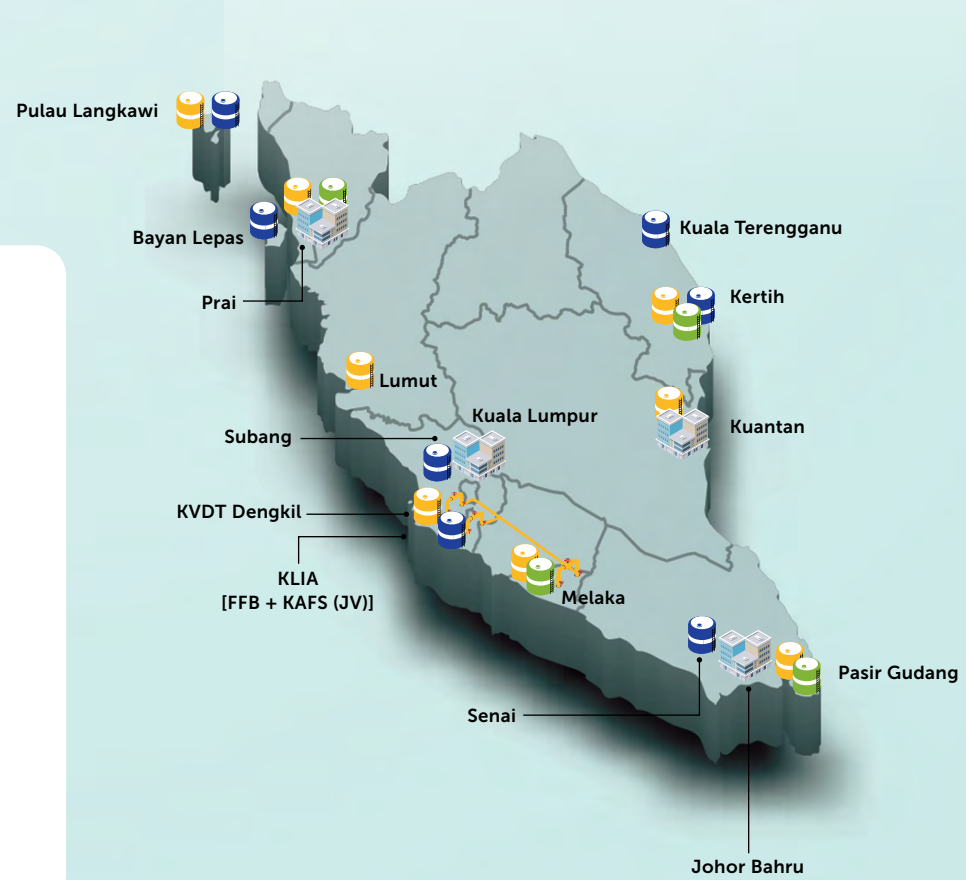 Pulau Langkawi
Bayan Lepas
Kuala Terengganu
Prai
Kertih
Lumut
Kuala Lumpur
Subang
Kuantan
KVDT Dengkil
KLIA
[FFB + KAFS (JV)]
Melaka
Pasir Gudang
Senai
Johor Bahru